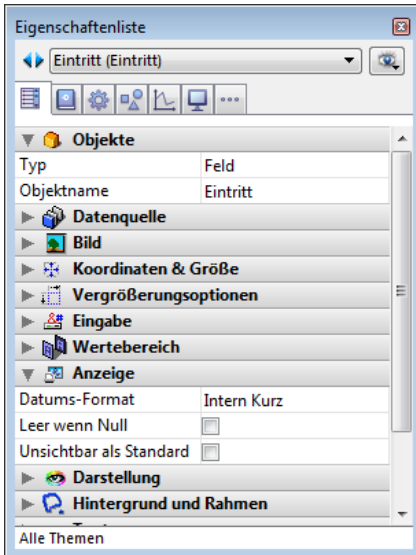 Eigenschaftenliste
Eintritt (Eintritt)
Objekte
Typ Feld
Objektname Eintritt
Datenquelle
Bild
Koordinaten & Größe
Vergrößerungsoptionen
Eingabe
Wertebereich
Anzeige
Datums-Format Intern Kurz
Leer wenn Null
Unsichtbar als Standard
Darstellung
Hintergrund und Rahmen
Alle Themen